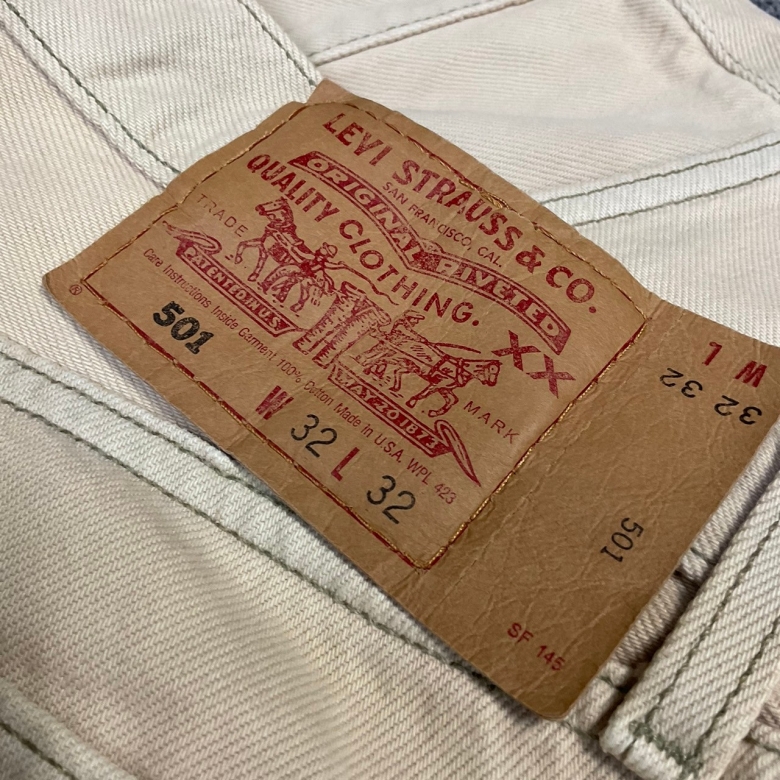 LEVI STRAUSS & CO.
SAN FRANCISCO, CAL.
ORIGINAL RIVETED
QUALITY CLOTHING.
XX
TRADE MARK
PATENTED IN U.S.
MAY 20 1873
®
Care Instructions Inside Garment 100% Cotton Made in U.S.A. WPL 423
501
W 32 L 32
W L
32 32
32
501
SF 145